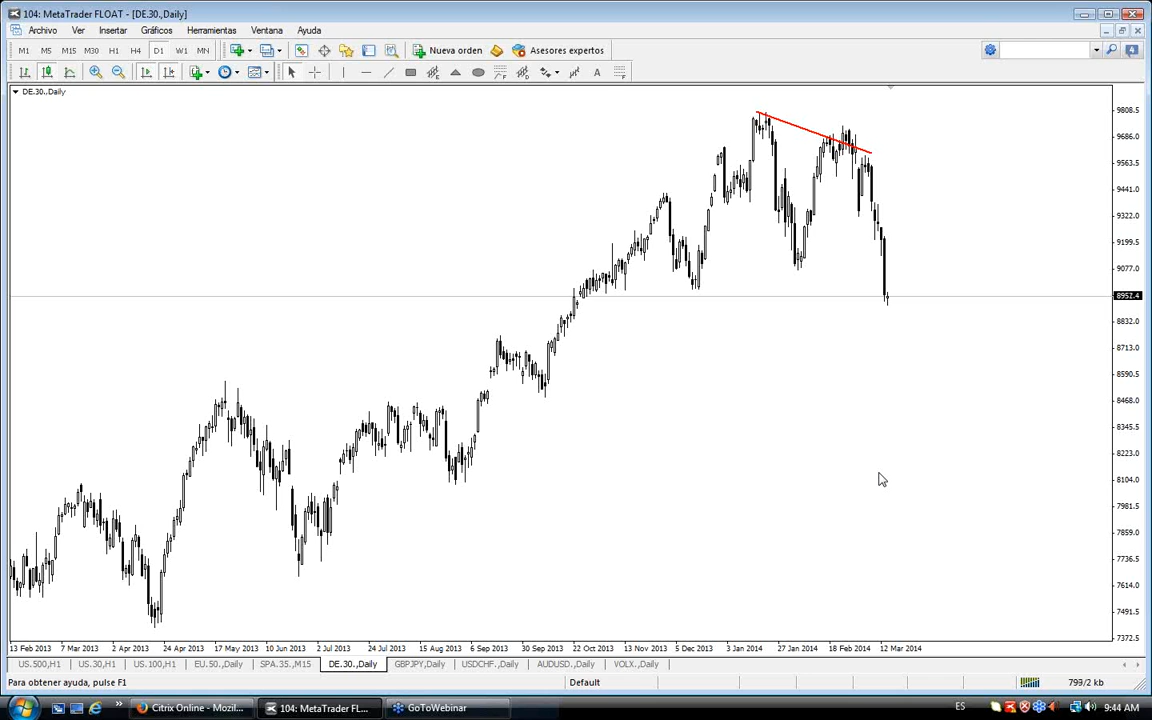 104: MetaTrader FLOAT - [DE.30.,Daily]
Archivo Ver Insertar Gráficos Herramientas Ventana Ayuda
M1 M5 M15 M30 H1 H4 D1 W1 MN Nueva orden Asesores expertos 4
A
DE.30.,Daily
9808.5
9686.0
9563.5
9441.0
9322.0
9199.5
9077.0
8952.4
8832.0
8713.0
8590.5
8468.0
8345.5
8223.0
8104.0
7981.5
7859.0
7736.5
7614.0
7491.5
7372.5
13 Feb 2013 7 Mar 2013 2 Apr 2013 24 Apr 2013 17 May 2013 10 Jun 2013 2 Jul 2013 24 Jul 2013 15 Aug 2013 6 Sep 2013 30 Sep 2013 22 Oct 2013 13 Nov 2013 5 Dec 2013 3 Jan 2014 27 Jan 2014 18 Feb 2014 12 Mar 2014
US.500,H1 US.30,H1 US.100,H1 EU.50.,Daily SPA.35.,M15 DE.30.,Daily GBPJPY,Daily USDCHF.,Daily AUDUSD.,Daily VOLX.,Daily
Para obtener ayuda, pulse F1 Default 799/2 kb
Citrix Online - Mozil... 104: MetaTrader FL... GoToWebinar ES 9:44 AM